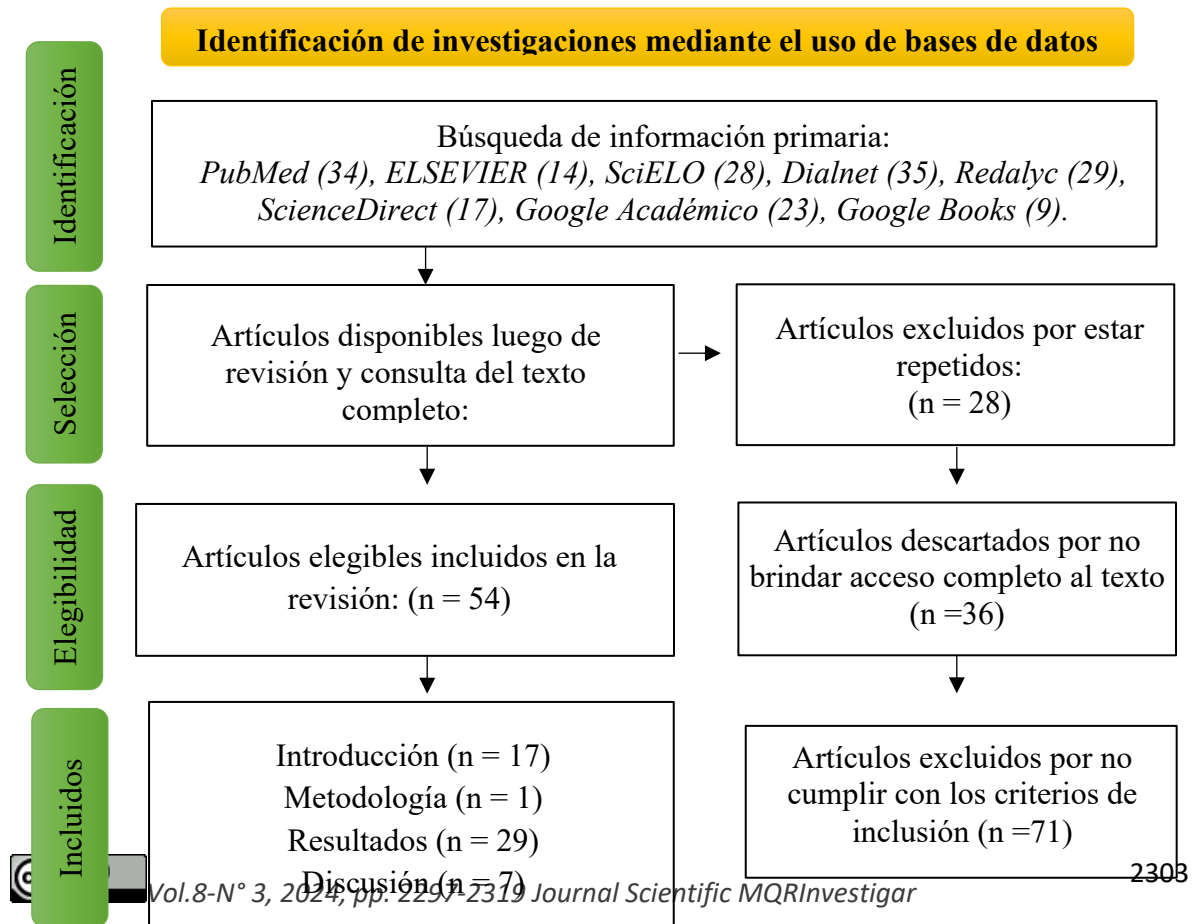 Identificación de investigaciones mediante el uso de bases de datos
Identificación
Búsqueda de información primaria:
PubMed (34), ELSEVIER (14), SciELO (28), Dialnet (35), Redalyc (29),
ScienceDirect (17), Google Académico (23), Google Books (9).
Selección
Artículos disponibles luego de
revisión y consulta del texto
completo:
Artículos excluidos por estar
repetidos:
(n = 28)
Elegibilidad
Artículos elegibles incluidos en la
revisión: (n = 54)
Artículos descartados por no
brindar acceso completo al texto
(n =36)
Incluidos
Introducción (n = 17)
Metodología (n = 1)
Resultados (n = 29)
Discusión (n = 7)
Artículos excluidos por no
cumplir con los criterios de
inclusión (n =71)
Vol.8-N° 3, 2024, pp. 2297-2319 Journal Scientific MQRInvestigar
2303